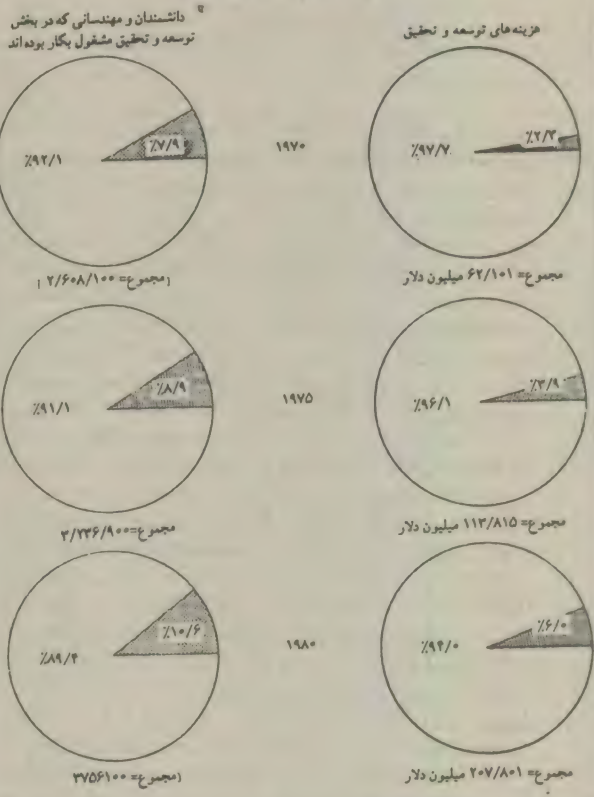 هزینه‌های توسعه و تحقیق
دانشمندان و مهندسانی که در بخش
توسعه و تحقیق مشغول بکار بوده‌اند
٪۲/۳
٪۹۷/۷
۱۹۷۰
٪۷/۹
٪۹۲/۱
مجموع= ۶۲/۱۰۱ میلیون دلار
(مجموع= ۲/۶۰۸/۱۰۰ )
٪۳/۹
٪۹۶/۱
۱۹۷۵
٪۸/۹
٪۹۱/۱
مجموع= ۱۱۳/۸۱۵ میلیون دلار
مجموع=۳/۲۳۶/۹۰۰
٪۶/۰
٪۹۴/۰
۱۹۸۰
٪۱۰/۶
٪۸۹/۴
مجموع= ۲۰۷/۸۰۱ میلیون دلار
(مجموع= ۳۷۵۶۱۰۰